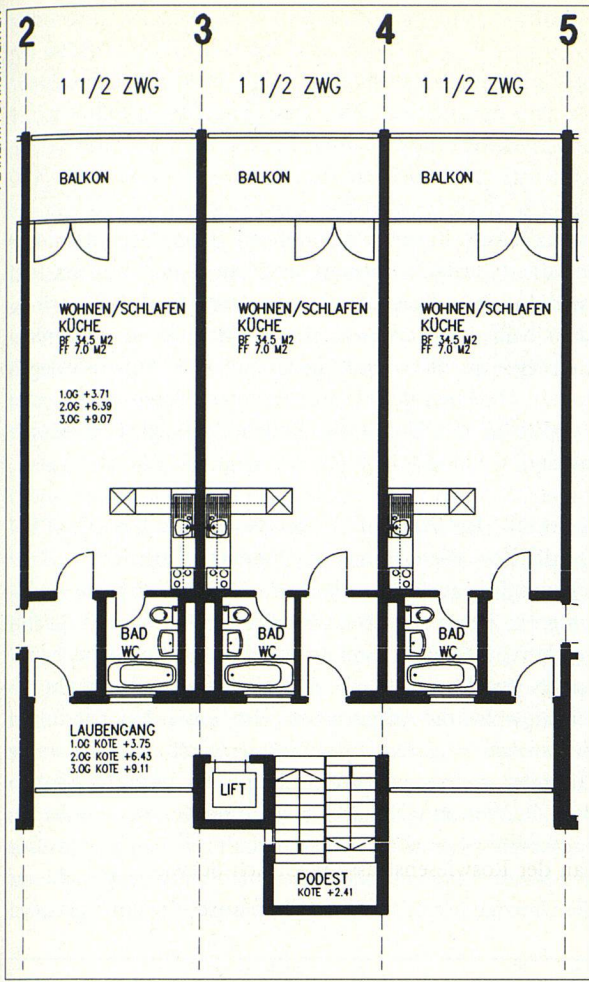 2 3 4 5
1 1/2 ZWG 1 1/2 ZWG 1 1/2 ZWG
BALKON BALKON BALKON
WOHNEN/SCHLAFEN
KÜCHE
BF 34.5 M2
FF 7.0 M2
WOHNEN/SCHLAFEN
KÜCHE
BF 34.5 M2
FF 7.0 M2
WOHNEN/SCHLAFEN
KÜCHE
BF 34.5 M2
FF 7.0 M2
1.OG +3.71
2.OG +6.39
3.OG +9.07
BAD
WC
BAD
WC
BAD
WC
LAUBENGANG
1.OG KOTE +3.75
2.OG KOTE +6.43
3.OG KOTE +9.11
LIFT
PODEST
KOTE +2.41